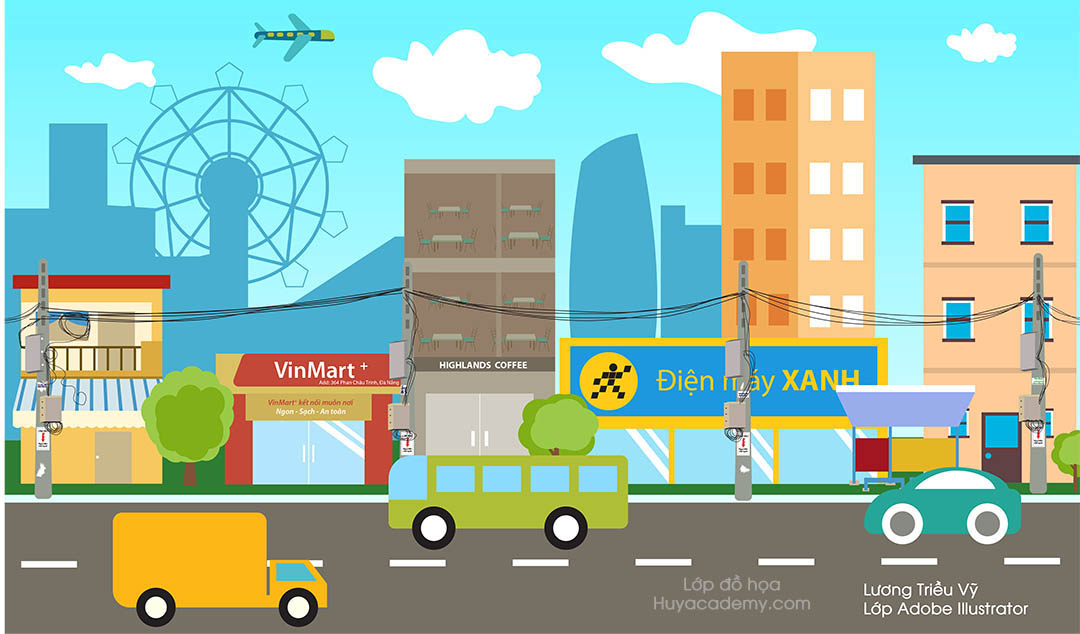 VinMart+
Add: 364 Phan Châu Trinh, Đà Nẵng
VinMart+ kết nối muôn nơi
Ngon - Sạch - An toàn
HIGHLANDS COFFEE
Điện máy XANH
Lớp đồ họa
Huyacademy.com
Lương Triều Vỹ
Lớp Adobe Illustrator